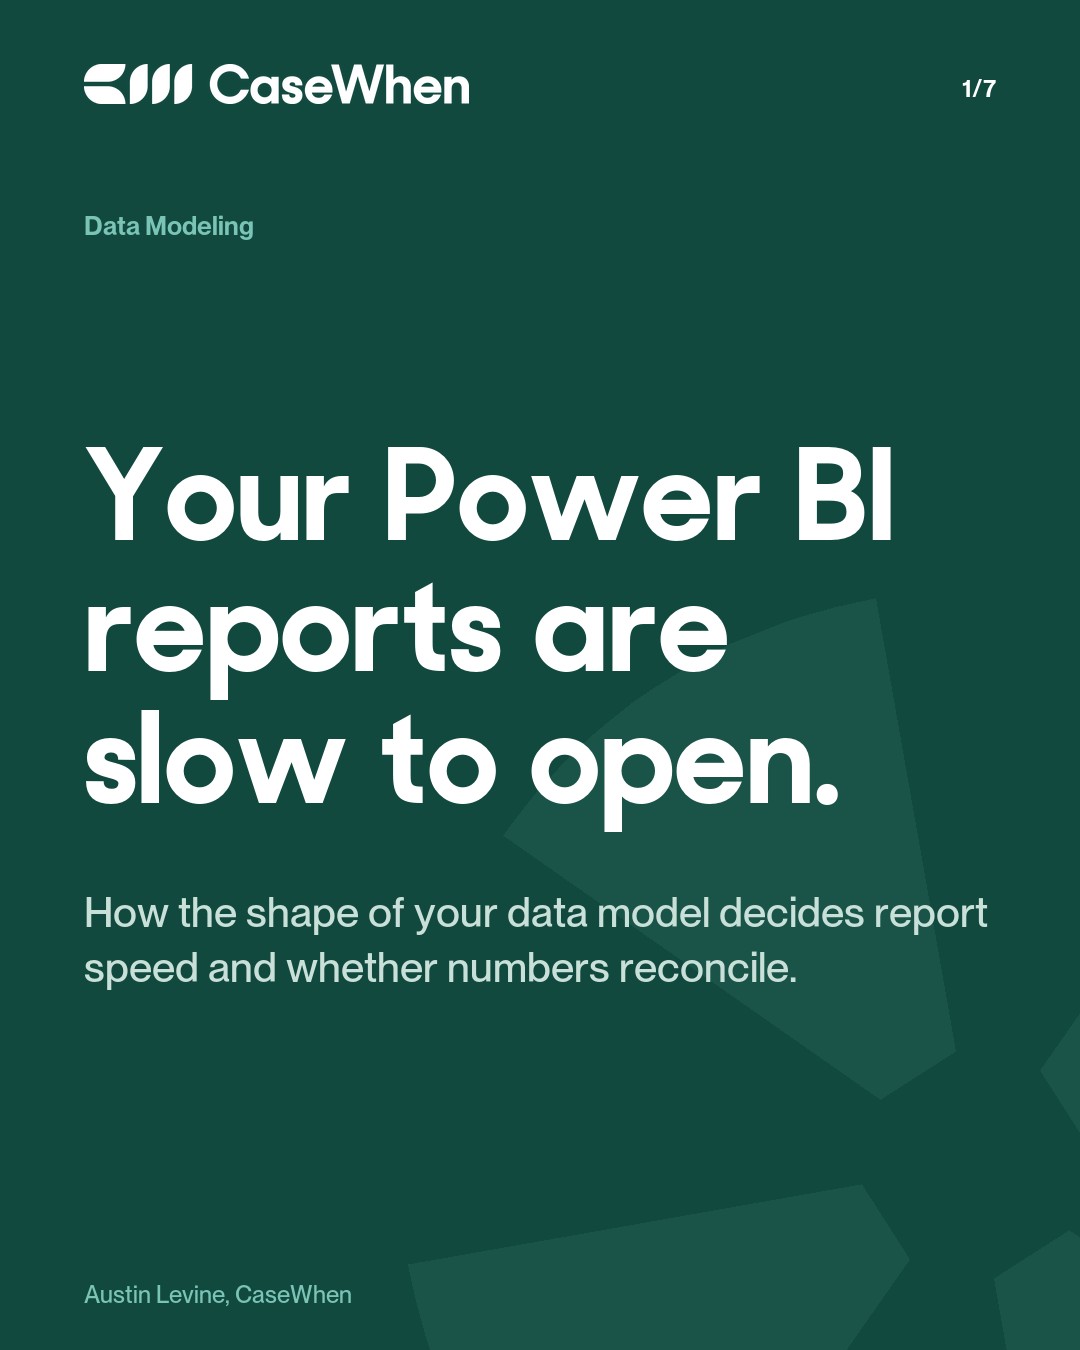 CaseWhen
1/7
Data Modeling
Your Power BI
reports are
slow to open.
How the shape of your data model decides report
speed and whether numbers reconcile.
Austin Levine, CaseWhen